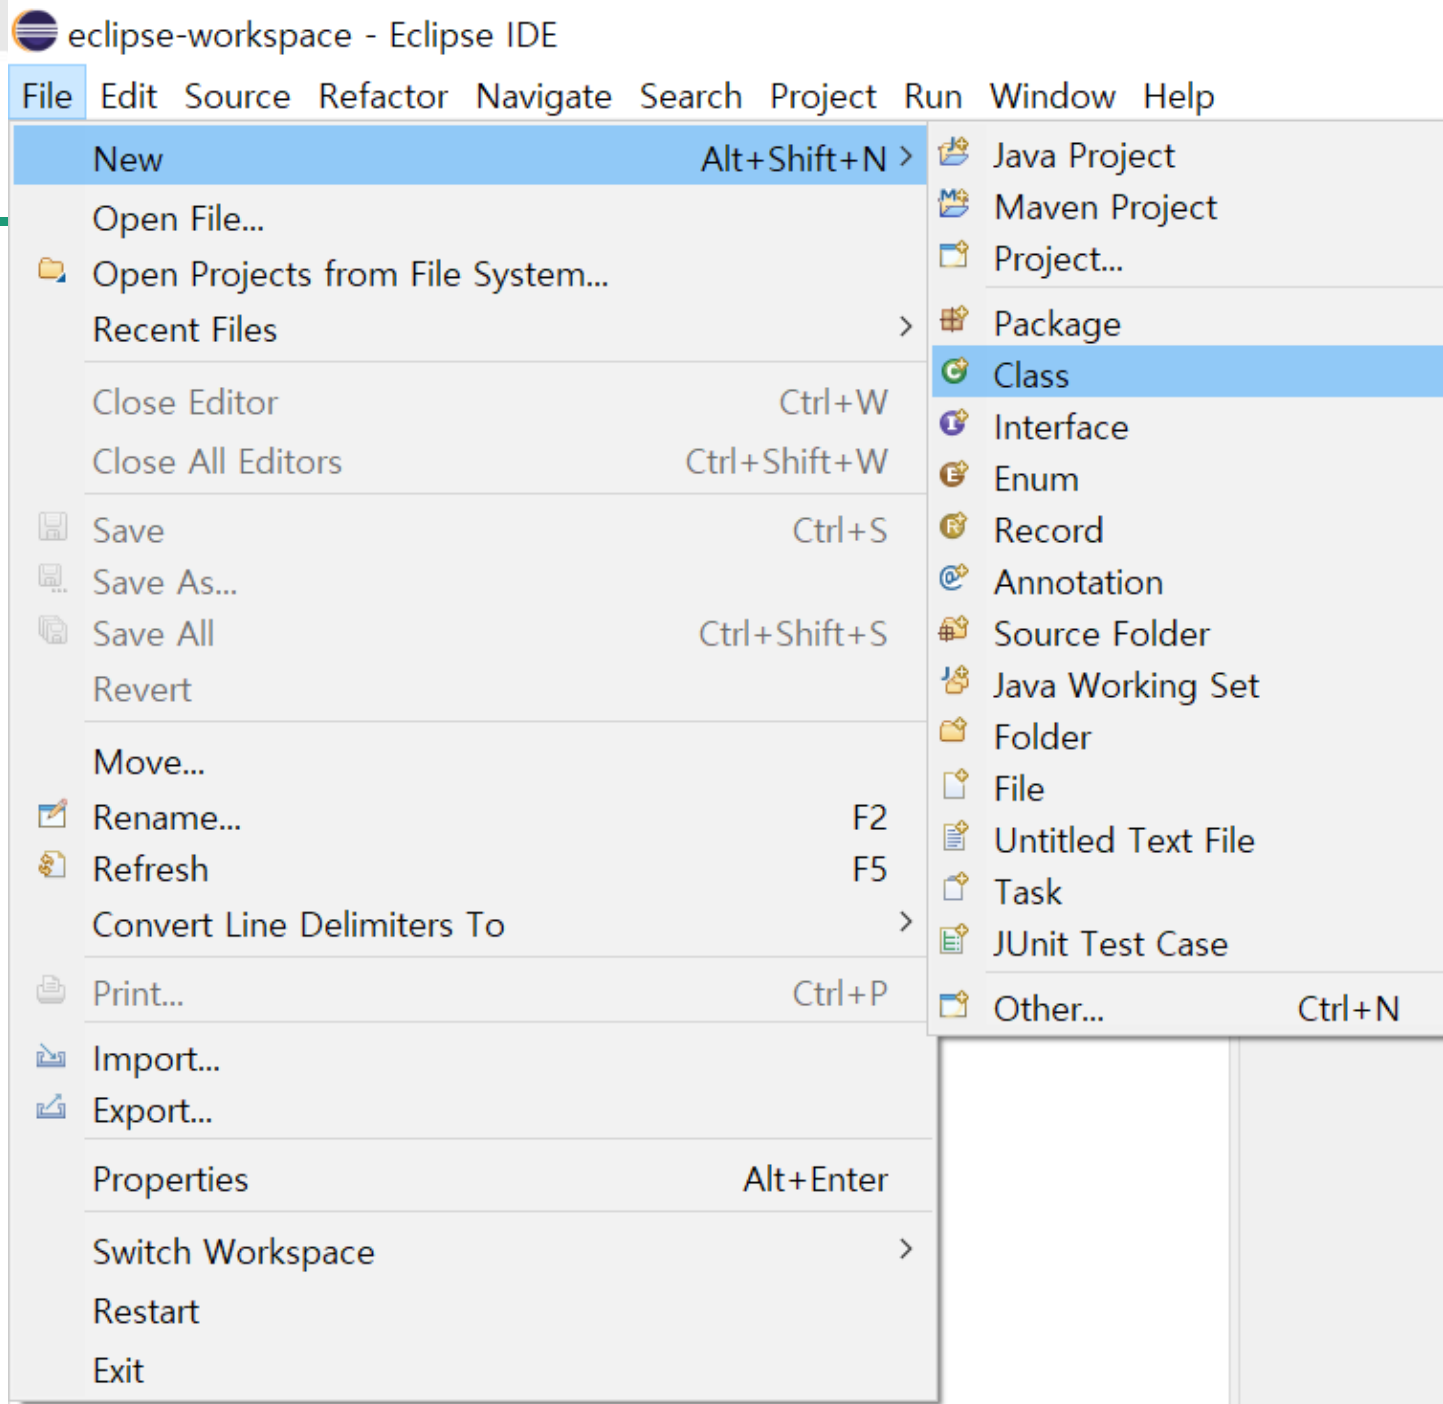 eclipse-workspace - Eclipse IDE
File Edit Source Refactor Navigate Search Project Run Window Help
New Alt+Shift+N >
Open File...
Open Projects from File System...
Recent Files >
Close Editor Ctrl+W
Close All Editors Ctrl+Shift+W
Save Ctrl+S
Save As...
Save All Ctrl+Shift+S
Revert
Move...
Rename... F2
Refresh F5
Convert Line Delimiters To >
Print... Ctrl+P
Import...
Export...
Properties Alt+Enter
Switch Workspace >
Restart
Exit
Java Project
Maven Project
Project...
Package
Class
Interface
Enum
Record
Annotation
Source Folder
Java Working Set
Folder
File
Untitled Text File
Task
JUnit Test Case
Other... Ctrl+N